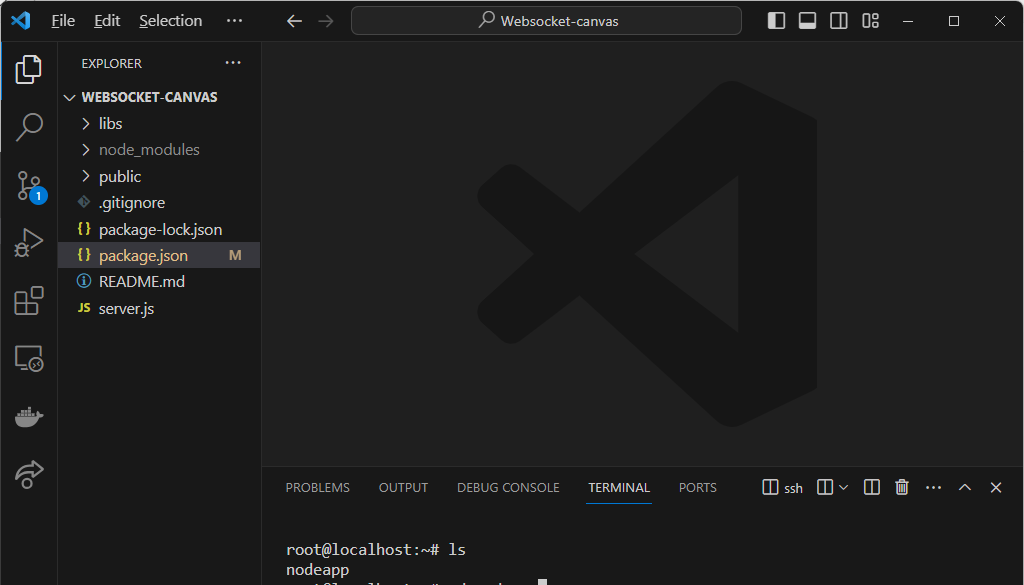 File Edit Selection ···
Websocket-canvas
EXPLORER ···
WEBSOCKET-CANVAS
libs
node_modules
public
1
.gitignore
{} package-lock.json
{} package.json M
README.md
JS server.js
PROBLEMS OUTPUT DEBUG CONSOLE TERMINAL PORTS ssh ···
root@localhost:~# ls
nodeapp